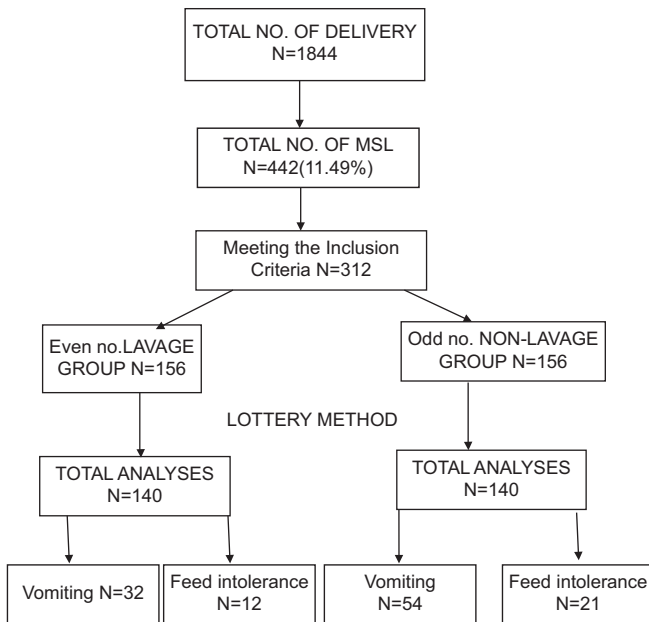 TOTAL NO. OF DELIVERY
N=1844
TOTAL NO. OF MSL
N=442(11.49%)
Meeting the Inclusion
Criteria N=312
Even no.LAVAGE
GROUP N=156
Odd no. NON-LAVAGE
GROUP N=156
LOTTERY METHOD
TOTAL ANALYSES
N=140
TOTAL ANALYSES
N=140
Vomiting N=32
Feed intolerance
N=12
Vomiting
N=54
Feed intolerance
N=21